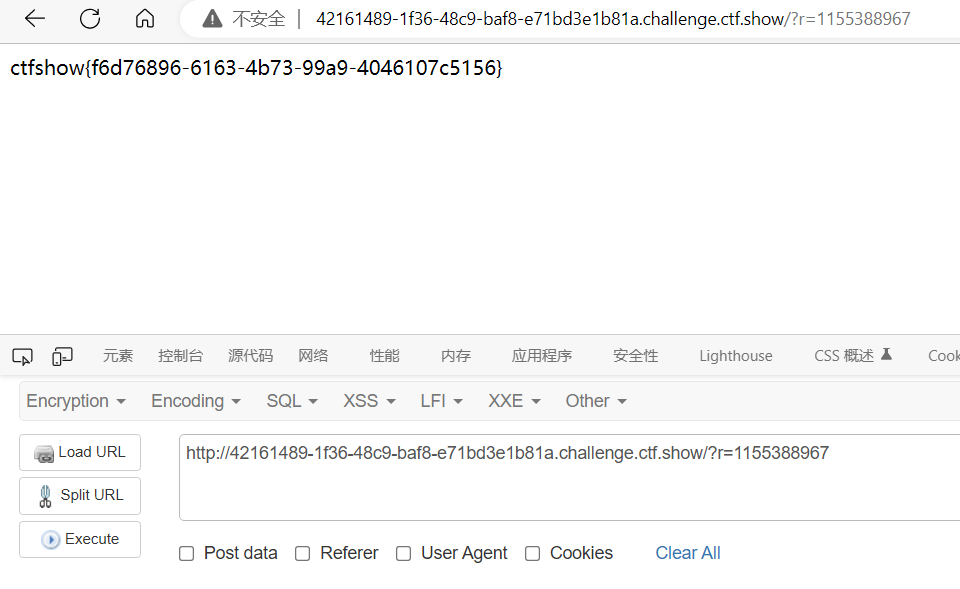 不安全 | 42161489-1f36-48c9-baf8-e71bd3e1b81a.challenge.ctf.show/?r=1155388967
ctfshow{f6d76896-6163-4b73-99a9-4046107c5156}
元素 控制台 源代码 网络 性能 内存 应用程序 安全性 Lighthouse CSS 概述 Cook
Encryption Encoding SQL XSS LFI XXE Other
Load URL
http://42161489-1f36-48c9-baf8-e71bd3e1b81a.challenge.ctf.show/?r=1155388967
Split URL
Execute
Post data Referer User Agent Cookies Clear All